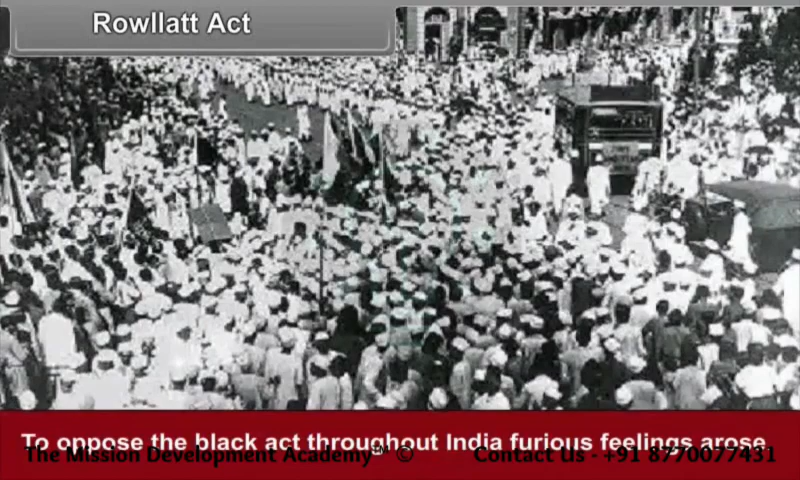 Rowllatt Act
To oppose the black act throughout India furious feelings arose
The Mission Development Academy™ © Contact Us - +91 8770077431